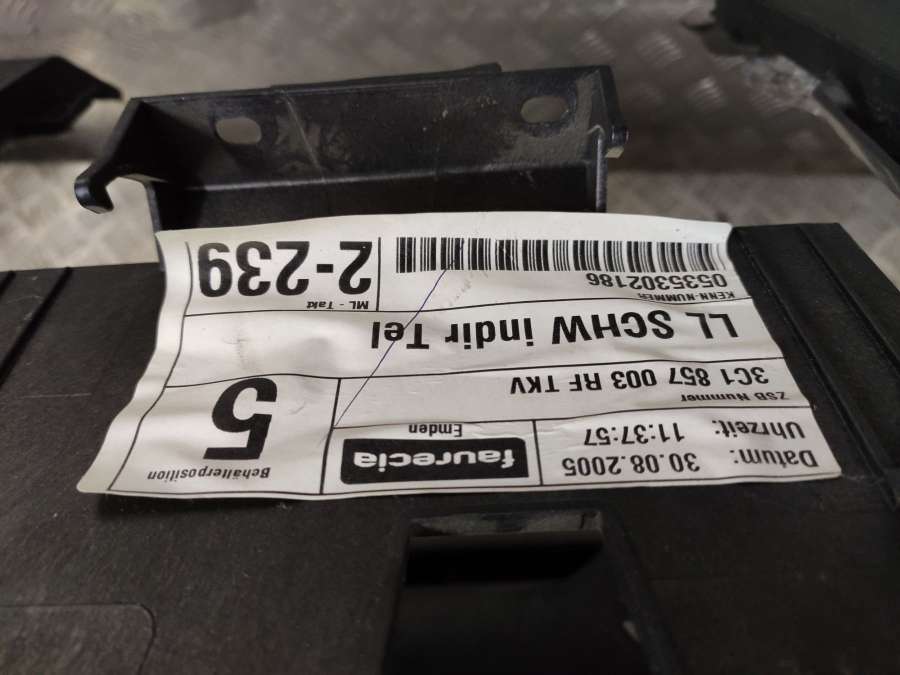 Datum: 30.08.2005
Uhrzeit: 11:37:57
faurecia
Emden
Behälterposition
5
ZSB Nummer
3C1 857 003 RF TKV
LL SCHW indir Tel
KENN-NUMMER
0535302186
ML - Takt
2-239